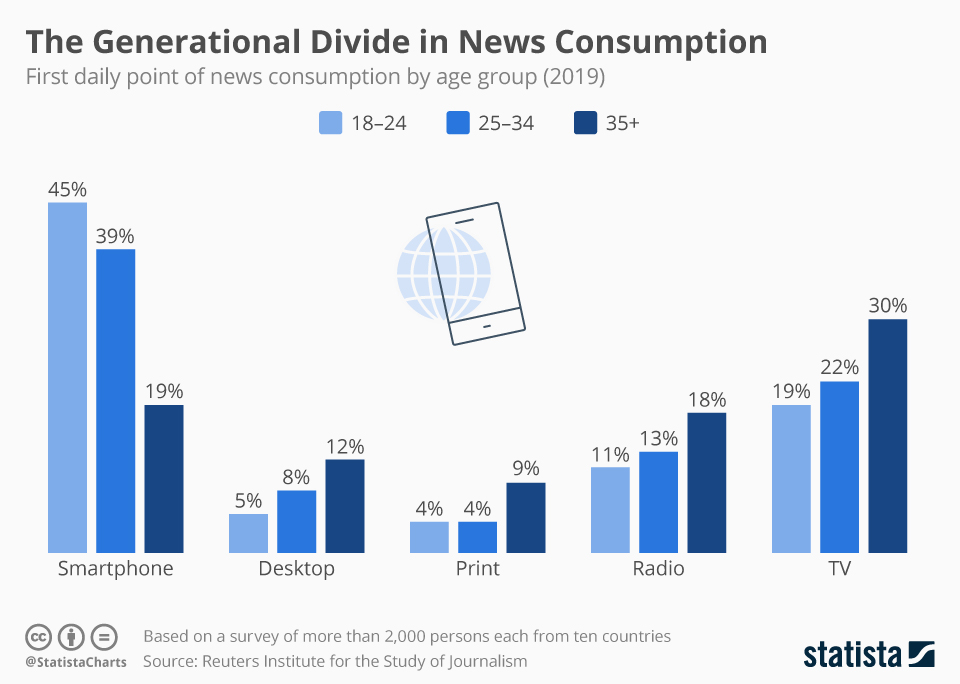 The Generational Divide in News Consumption
First daily point of news consumption by age group (2019)
18–24 25–34 35+
45% 39% 19%
5% 8% 12%
4% 4% 9%
11% 13% 18%
19% 22% 30%
Smartphone Desktop Print Radio TV
cc =
@StatistaCharts
Based on a survey of more than 2,000 persons each from ten countries
Source: Reuters Institute for the Study of Journalism
statista